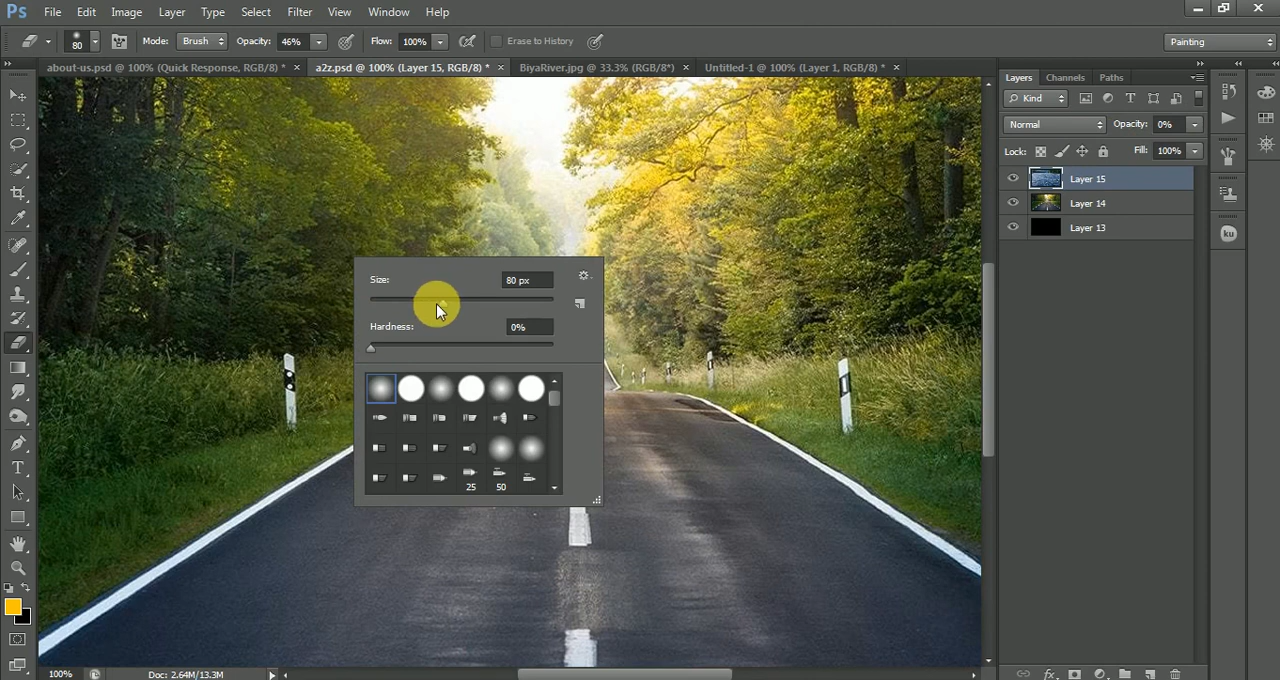 Ps File Edit Image Layer Type Select Filter View Window Help
80 Mode: Brush Opacity: 46% Flow: 100% Erase to History Painting
about-us.psd @ 100% (Quick Response, RGB/8) * × a2z.psd @ 100% (Layer 15, RGB/8) * × BiyaRiver.jpg @ 33.3% (RGB/8*) × Untitled-1 @ 100% (Layer 1, RGB/8) * ×
Layers Channels Paths
Kind
Normal Opacity: 0%
Lock: Fill: 100%
Layer 15
Layer 14
Layer 13
ku
Size: 80 px
Hardness: 0%
25 50
100% Doc: 2.64M/13.3M